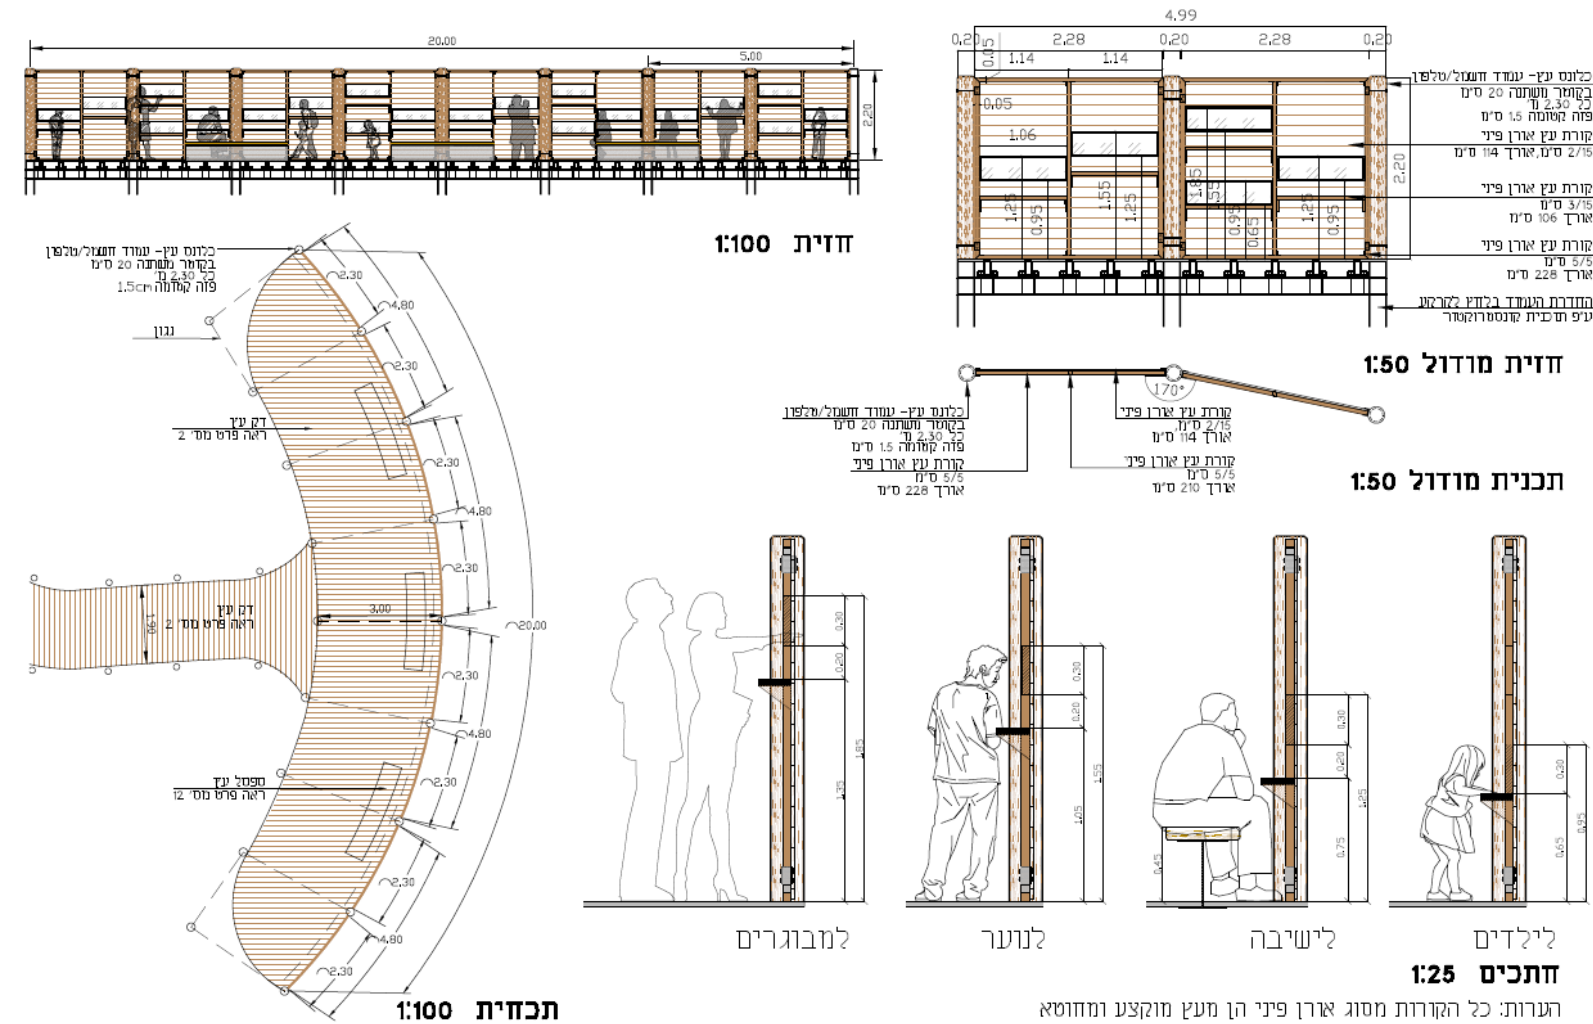 20.00
5.00
2.20
חזית 1:100
4.99
0.20
2.28
0.20
2.28
0.20
0.05
1.14
1.14
0.05
1.06
1.25
0.95
1.55
1.25
1.85
1.55
0.95
0.65
1.25
0.95
2.20
כלונס עץ- עמוד חשמל/טלפון
בקוטר משתנה 20 ס"מ
כל 2.30 מ'
פזה קטומה 1.5 ס"מ
קורת עץ אורן פיני
2/15 ס"מ, אורך 114 ס"מ
קורת עץ אורן פיני
3/15 ס"מ
אורך 106 ס"מ
קורת עץ אורן פיני
5/5 ס"מ
אורך 228 ס"מ
החדרת העמוד בלחץ לקרקע
ע"פ תוכנית קונסטרוקטור
חזית מודול 1:50
170°
כלונס עץ- עמוד חשמל/טלפון
בקוטר משתנה 20 ס"מ
כל 2.30 מ'
פזה קטומה 1.5 ס"מ
קורת עץ אורן פיני
5/5 ס"מ
אורך 228 ס"מ
קורת עץ אורן פיני
2/15 ס"מ,
אורך 114 ס"מ
קורת עץ אורן פיני
5/5 ס"מ
אורך 210 ס"מ
תכנית מודול 1:50
כלונס עץ- עמוד חשמל/טלפון
בקוטר משתנה 20 ס"מ
כל 2.30 מ'
פזה קטומה 1.5cm
נגון
דק עץ
ראה פרט מס' 2
דק עץ
ראה פרט מס' 2
ספסל עץ
ראה פרט מס' 12
2.30
4.80
2.30
2.30
4.80
2.30
3.00
1.90
20.00
2.30
4.80
2.30
2.30
4.80
2.30
תכחית 1:100
0.30
0.20
1.85
1.35
למבוגרים
0.30
0.20
1.55
1.05
לנוער
0.30
0.20
1.25
0.75
0.45
לישיבה
0.30
0.65
0.95
לילדים
חתכים 1:25
הערות: כל הקורות מסוג אורן פיני הן מעץ מוקצע ומחוטא